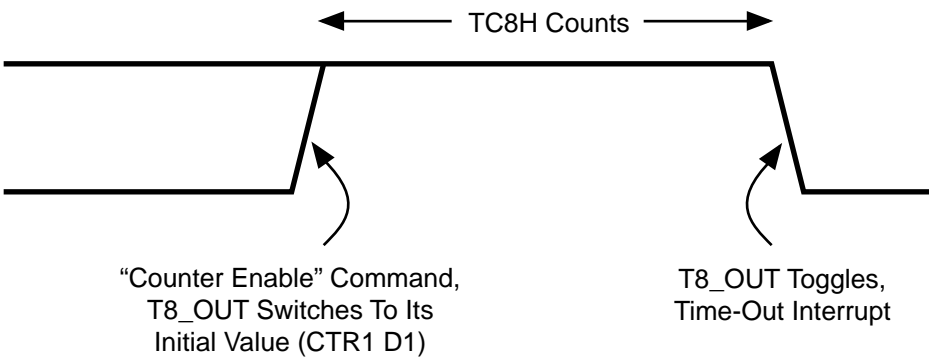 TC8H Counts
“Counter Enable” Command,
T8_OUT Switches To Its
Initial Value (CTR1 D1)
T8_OUT Toggles,
Time-Out Interrupt